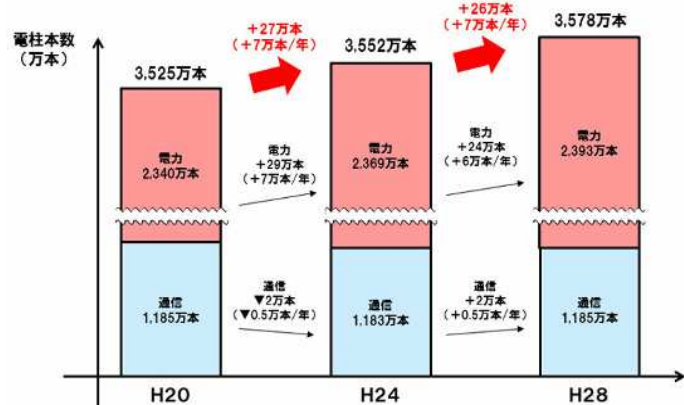 電柱本数
(万本)
+27万本
(+7万本/年)
+26万本
(+7万本/年)
3,525万本
3,552万本
3,578万本
電力
2,340万本
電力
+29万本
(+7万本/年)
電力
2,369万本
電力
+24万本
(+6万本/年)
電力
2,393万本
通信
1,185万本
通信
▼2万本
(▼0.5万本/年)
通信
1,183万本
通信
+2万本
(+0.5万本/年)
通信
1,185万本
H20
H24
H28